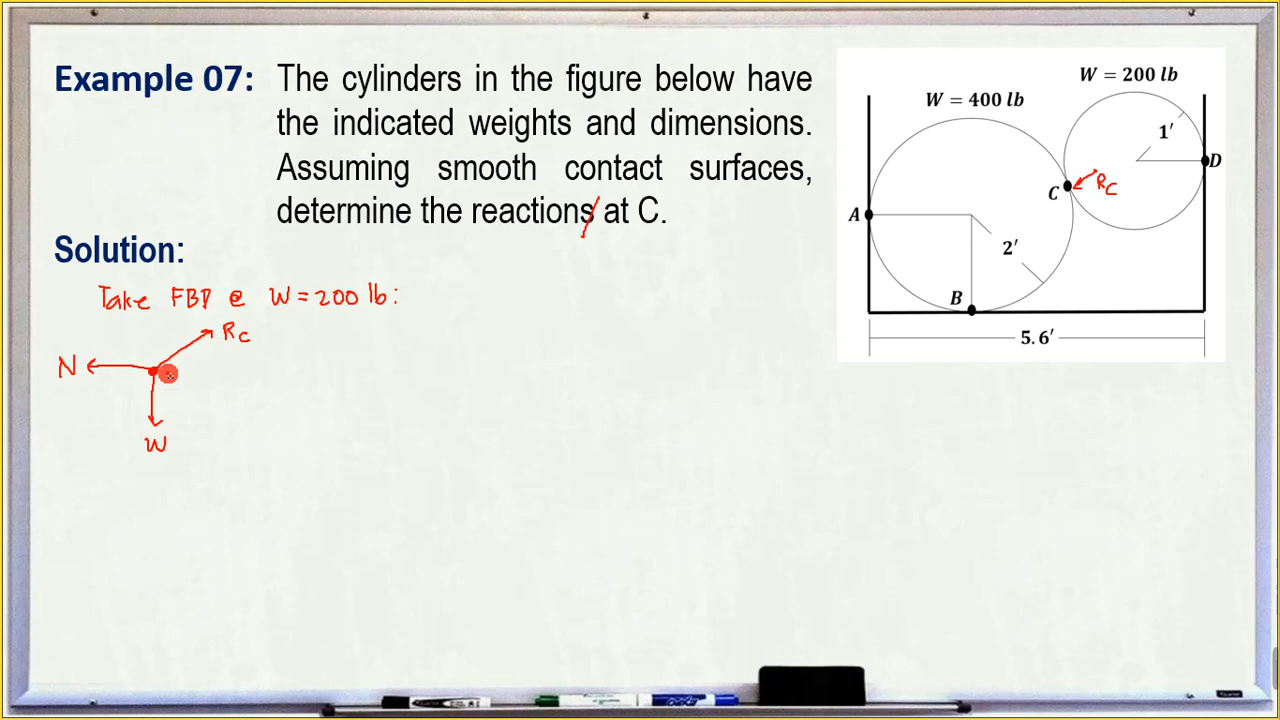 Example 07: The cylinders in the figure below have
the indicated weights and dimensions.
Assuming smooth contact surfaces,
determine the reactions at C.
Solution:
Take FBD @ W = 200 lb:
R_C
N
W
W = 200 lb
W = 400 lb
1'
D
C
R_C
A
2'
B
5.6'